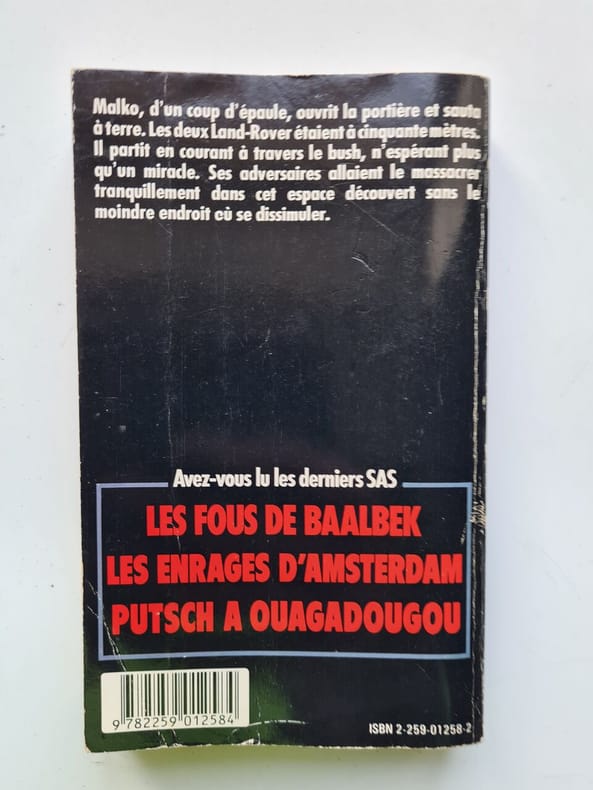 Malko, d'un coup d'épaule, ouvrit la portière et sauta
à terre. Les deux Land-Rover étaient à cinquante mètres.
Il partit en courant à travers le bush, n'espérant plus
qu'un miracle. Ses adversaires allaient le massacrer
tranquillement dans cet espace découvert sans le
moindre endroit où se dissimuler.
Avez-vous lu les derniers SAS
LES FOUS DE BAALBEK
LES ENRAGES D'AMSTERDAM
PUTSCH A OUAGADOUGOU
9 782259 012584
ISBN 2-259-01258-2